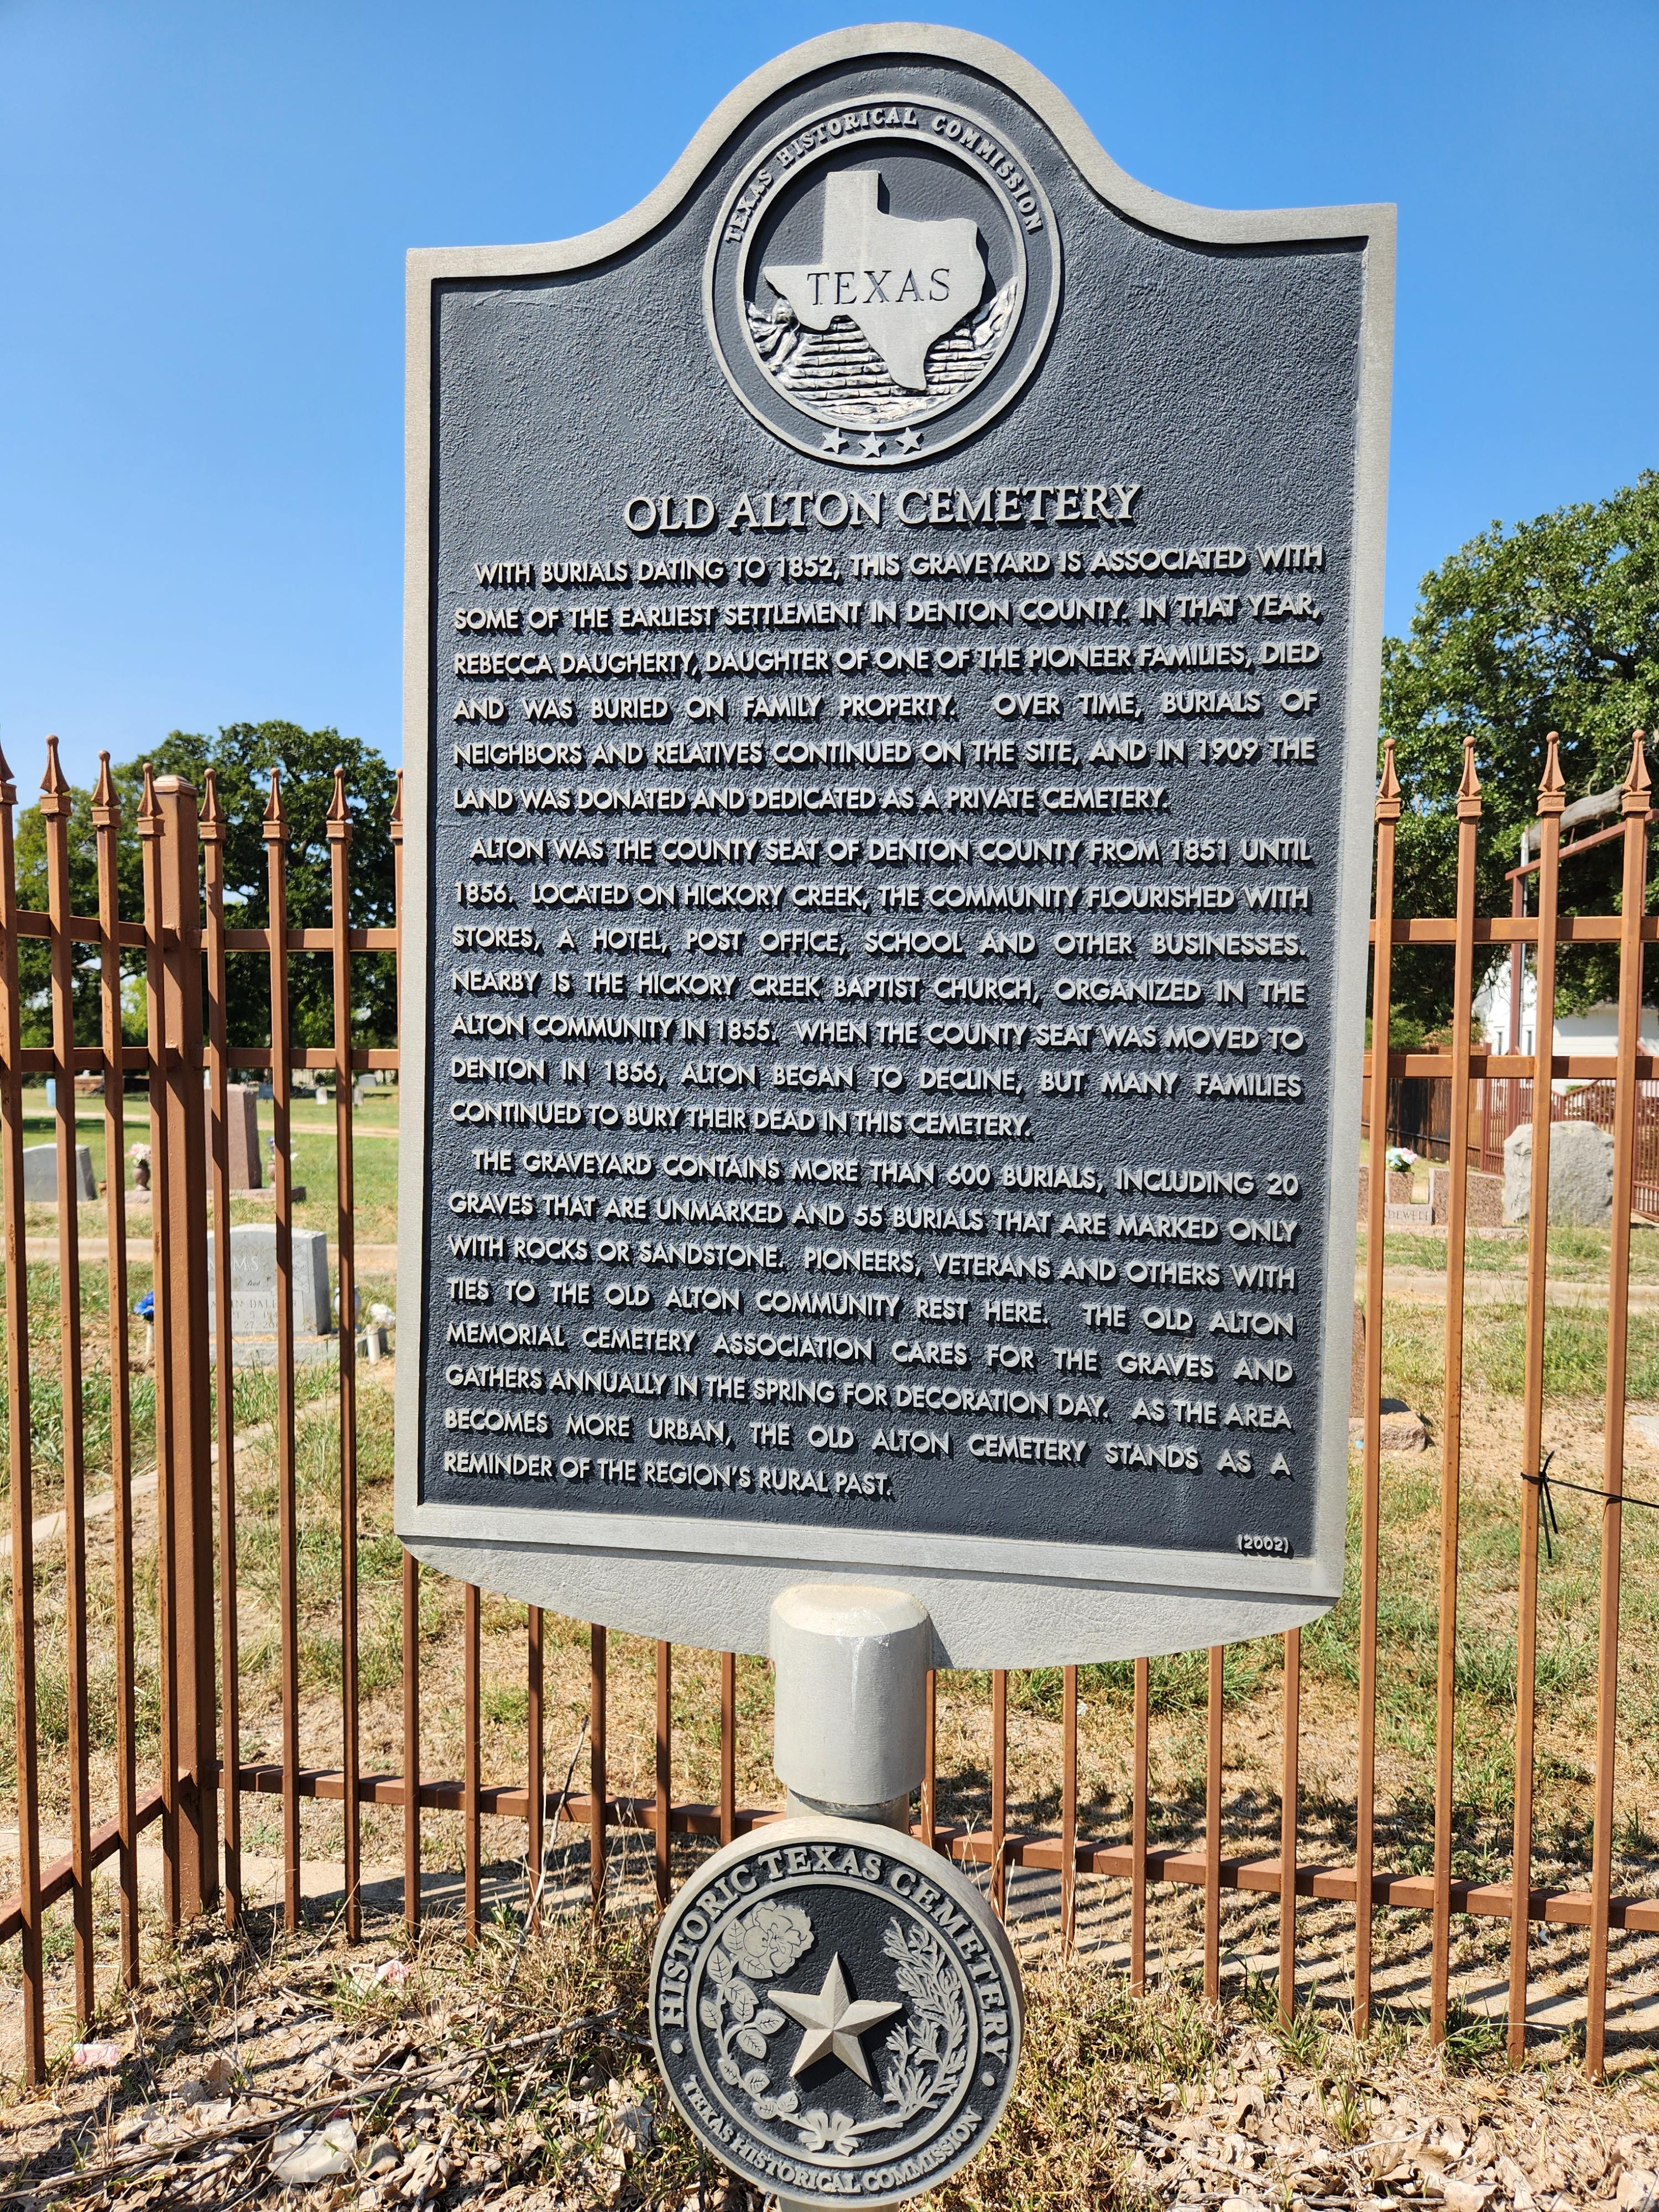 TEXAS HISTORICAL COMMISSION
TEXAS
OLD ALTON CEMETERY
WITH BURIALS DATING TO 1852, THIS GRAVEYARD IS ASSOCIATED WITH
SOME OF THE EARLIEST SETTLEMENT IN DENTON COUNTY. IN THAT YEAR,
REBECCA DAUGHERTY, DAUGHTER OF ONE OF THE PIONEER FAMILIES, DIED
AND WAS BURIED ON FAMILY PROPERTY. OVER TIME, BURIALS OF
NEIGHBORS AND RELATIVES CONTINUED ON THE SITE, AND IN 1909 THE
LAND WAS DONATED AND DEDICATED AS A PRIVATE CEMETERY.
ALTON WAS THE COUNTY SEAT OF DENTON COUNTY FROM 1851 UNTIL
1856. LOCATED ON HICKORY CREEK, THE COMMUNITY FLOURISHED WITH
STORES, A HOTEL, POST OFFICE, SCHOOL AND OTHER BUSINESSES.
NEARBY IS THE HICKORY CREEK BAPTIST CHURCH, ORGANIZED IN THE
ALTON COMMUNITY IN 1855. WHEN THE COUNTY SEAT WAS MOVED TO
DENTON IN 1856, ALTON BEGAN TO DECLINE, BUT MANY FAMILIES
CONTINUED TO BURY THEIR DEAD IN THIS CEMETERY.
THE GRAVEYARD CONTAINS MORE THAN 600 BURIALS, INCLUDING 20
GRAVES THAT ARE UNMARKED AND 55 BURIALS THAT ARE MARKED ONLY
WITH ROCKS OR SANDSTONE. PIONEERS, VETERANS AND OTHERS WITH
TIES TO THE OLD ALTON COMMUNITY REST HERE. THE OLD ALTON
MEMORIAL CEMETERY ASSOCIATION CARES FOR THE GRAVES AND
GATHERS ANNUALLY IN THE SPRING FOR DECORATION DAY. AS THE AREA
BECOMES MORE URBAN, THE OLD ALTON CEMETERY STANDS AS A
REMINDER OF THE REGION'S RURAL PAST.
(2002)
HISTORIC TEXAS CEMETERY
TEXAS HISTORICAL COMMISSION